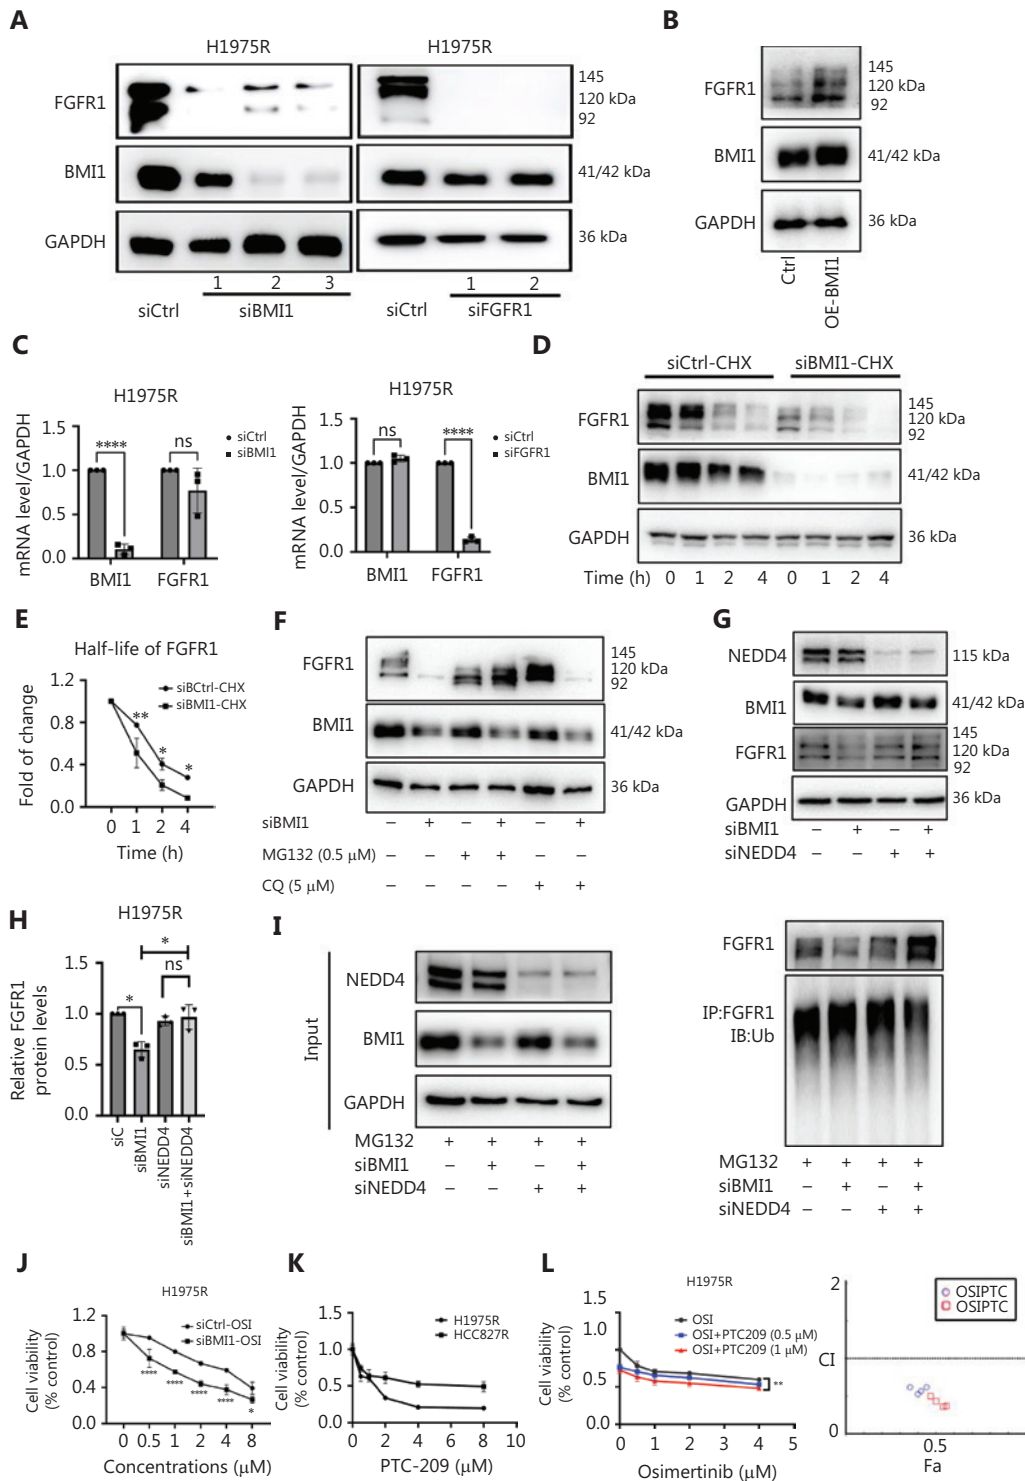 A
H1975R
H1975R
FGFR1
145
120 kDa
92
BMI1
41/42 kDa
GAPDH
36 kDa
1 2 3
1 2
siCtrl siBMI1 siCtrl siFGFR1
B
FGFR1
145
120 kDa
92
BMI1
41/42 kDa
GAPDH
36 kDa
Ctrl
OE-BMI1
C
H1975R
mRNA level/GAPDH
1.5
1.0
0.5
0.0
****
ns
siCtrl
siBMI1
BMI1 FGFR1
H1975R
mRNA level/GAPDH
1.5
1.0
0.5
0.0
ns
****
siCtrl
siFGFR1
BMI1 FGFR1
D
siCtrl-CHX siBMI1-CHX
FGFR1
145
120 kDa
92
BMI1
41/42 kDa
GAPDH
36 kDa
Time (h) 0 1 2 4 0 1 2 4
E
Half-life of FGFR1
Fold of change
1.2
0.8
0.4
0.0
siBCtrl-CHX
siBMI1-CHX
**
*
*
0 1 2 4
Time (h)
F
FGFR1
145
120 kDa
92
BMI1
41/42 kDa
GAPDH
36 kDa
siBMI1 – + – + – +
MG132 (0.5 μM) – – + + – –
CQ (5 μM) – – – – + +
G
NEDD4
115 kDa
BMI1
41/42 kDa
FGFR1
145
120 kDa
92
GAPDH
36 kDa
siBMI1 – + – +
siNEDD4 – – + +
H
H1975R
Relative FGFR1
protein levels
1.5
1.0
0.5
0.0
*
*
ns
siC
siBMI1
siNEDD4
siBMI1+siNEDD4
I
Input
NEDD4
BMI1
GAPDH
MG132 + + + +
siBMI1 – + – +
siNEDD4 – – + +
FGFR1
IP:FGFR1
IB:Ub
MG132 + + + +
siBMI1 – + – +
siNEDD4 – – + +
J
H1975R
Cell viability
(% control)
1.2
0.8
0.4
0.0
siCtrl-OSI
siBMI1-OSI
**** **** **** **** *
0 0.5 1 2 4 8
Concentrations (μM)
K
Cell viability
(% control)
1.5
1.0
0.5
0.0
H1975R
HCC827R
0 2 4 6 8 10
PTC-209 (μM)
L
H1975R
Cell viability
(% control)
1.5
1.0
0.5
0.0
OSI
OSI+PTC209 (0.5 μM)
OSI+PTC209 (1 μM)
**
0 1 2 3 4 5
Osimertinib (μM)
2
CI
1
0
OSIPTC
OSIPTC
0.5
Fa